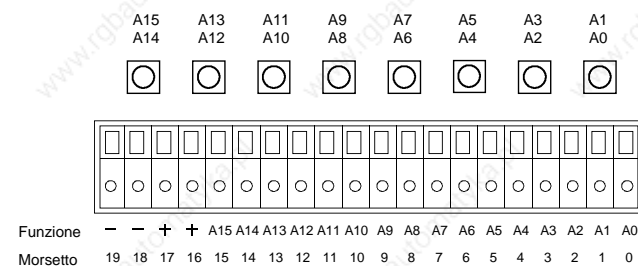 A15 A13 A11 A9 A7 A5 A3 A1
A14 A12 A10 A8 A6 A4 A2 A0
Funzione − − + + A15 A14 A13 A12 A11 A10 A9 A8 A7 A6 A5 A4 A3 A2 A1 A0
Morsetto 19 18 17 16 15 14 13 12 11 10 9 8 7 6 5 4 3 2 1 0